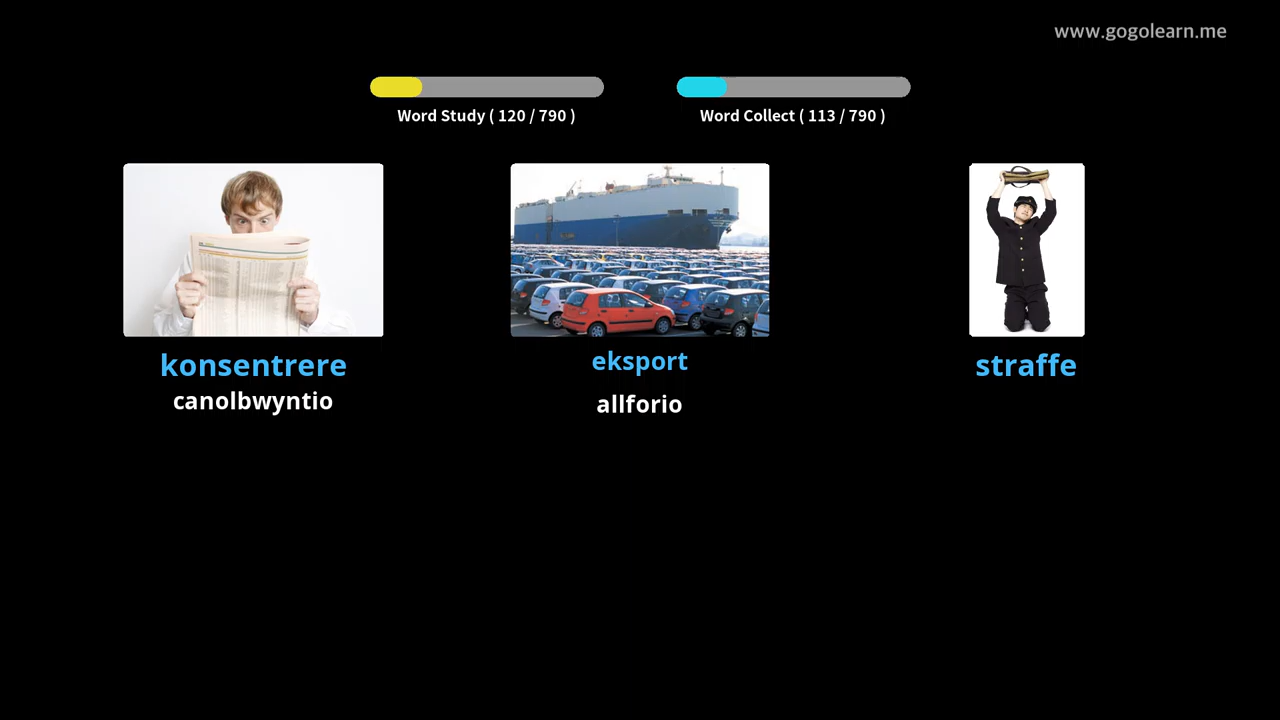 www.gogolearn.me
Word Study ( 120 / 790 )
Word Collect ( 113 / 790 )
konsentrere
canolbwyntio
eksport
allforio
straffe